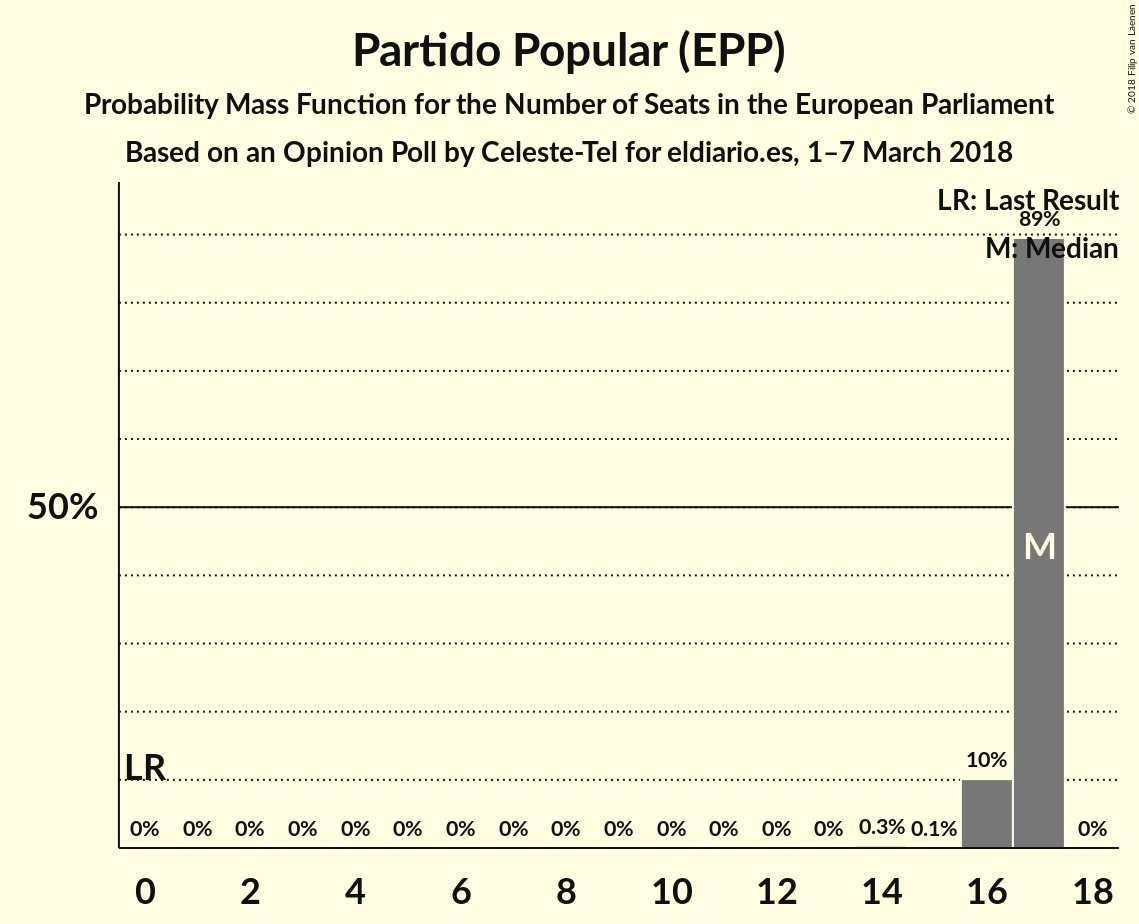 Partido Popular (EPP)
Probability Mass Function for the Number of Seats in the European Parliament
Based on an Opinion Poll by Celeste-Tel for eldiario.es, 1–7 March 2018
© 2018 Filip van Laenen
LR: Last Result
89%
M: Median
50%
M
LR
10%
0% 0% 0% 0% 0% 0% 0% 0% 0% 0% 0% 0% 0% 0% 0.3% 0.1% 0%
0 2 4 6 8 10 12 14 16 18